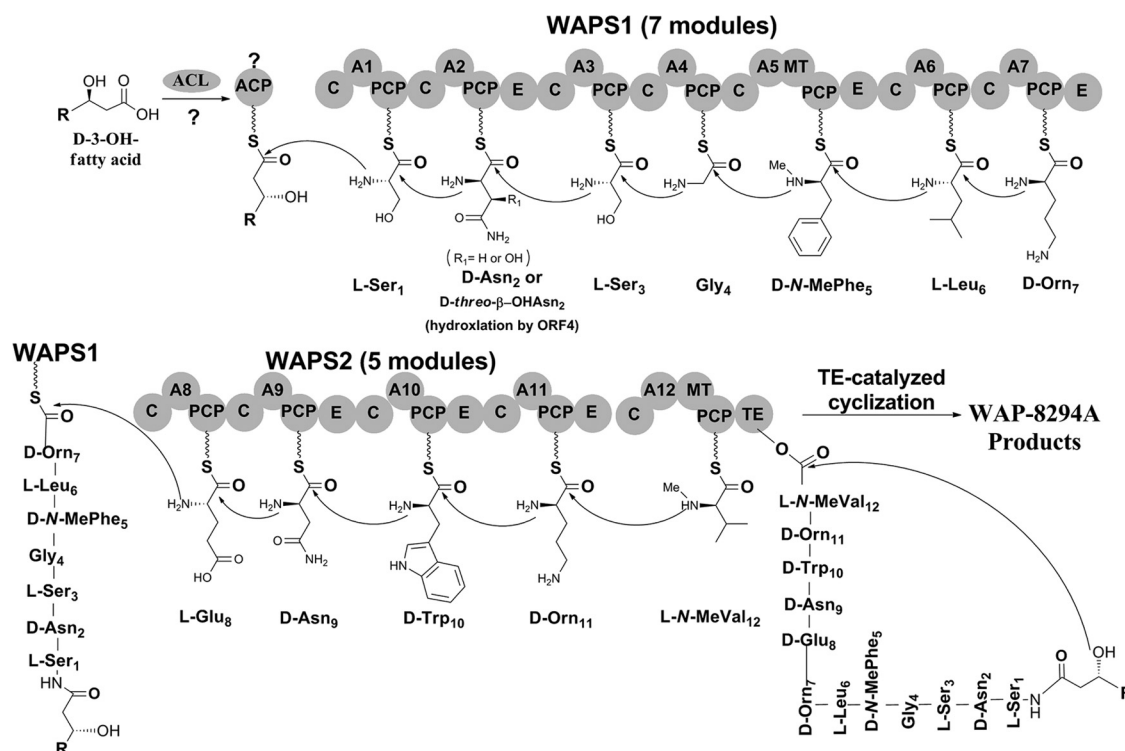 WAPS1 (7 modules)
OH
O
OH
R
D-3-OH-
fatty acid
ACL
?
?
ACP
S
O
OH
R
C
A1
PCP
C
A2
PCP
E
C
A3
PCP
C
A4
PCP
C
A5
MT
PCP
E
C
A6
PCP
C
A7
PCP
E
S
O
H₂N
HO
L-Ser₁
S
O
H₂N
R₁
O
NH₂
(R₁= H or OH )
D-Asn₂ or
D-threo-β–OHAsn₂
(hydroxlation by ORF4)
S
O
H₂N
HO
L-Ser₃
S
O
H₂N
Gly₄
S
O
Me
HN
D-N-MePhe₅
S
O
H₂N
L-Leu₆
S
O
H₂N
H₂N
D-Orn₇
WAPS1
S
O
D-Orn₇
L-Leu₆
D-N-MePhe₅
Gly₄
L-Ser₃
D-Asn₂
L-Ser₁
HN
O
OH
R
WAPS2 (5 modules)
C
A8
PCP
C
A9
PCP
E
C
A10
PCP
E
C
A11
PCP
E
C
A12
MT
PCP
TE
S
O
H₂N
O
HO
L-Glu₈
S
O
H₂N
O
NH₂
D-Asn₉
S
O
H₂N
HN
D-Trp₁₀
S
O
H₂N
H₂N
D-Orn₁₁
S
O
Me
HN
L-N-MeVal₁₂
TE-catalyzed
cyclization
WAP-8294A
Products
O
O
L-N-MeVal₁₂
D-Orn₁₁
D-Trp₁₀
D-Asn₉
D-Glu₈
D-Orn₇
L-Leu₆
D-N-MePhe₅
Gly₄
L-Ser₃
D-Asn₂
L-Ser₁
N
H
O
OH
R